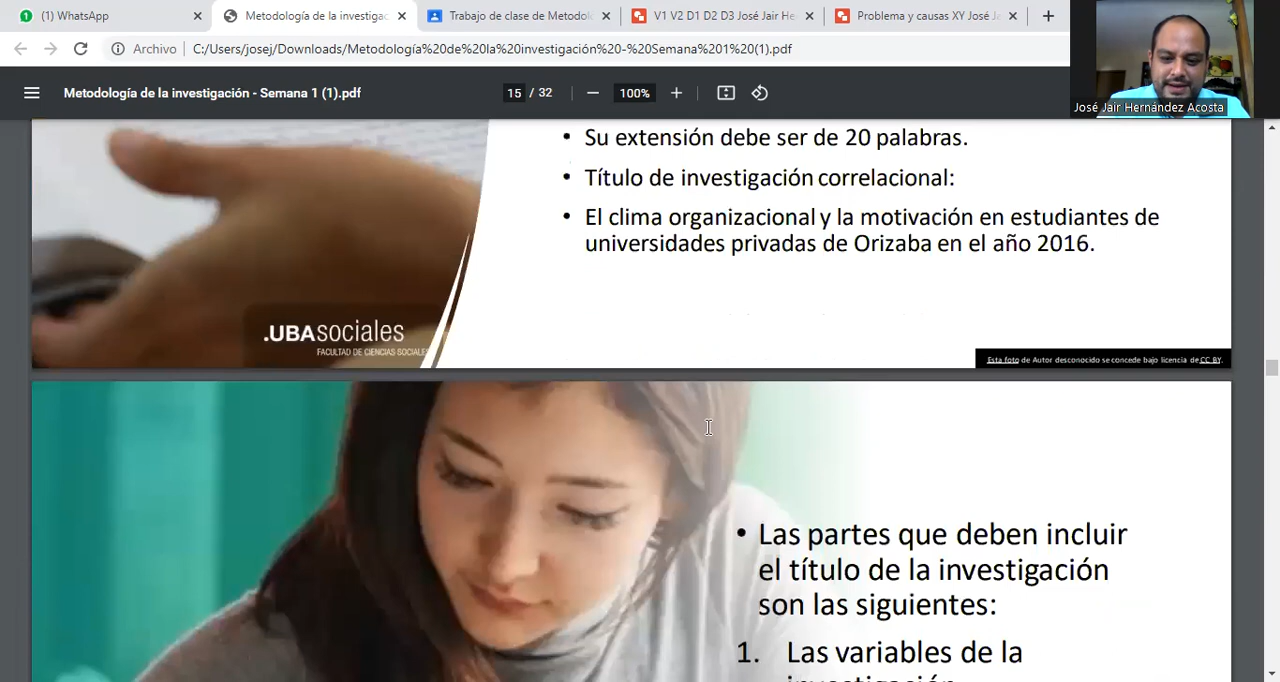 (1) WhatsApp
Metodología de la investigac
Trabajo de clase de Metodol
V1 V2 D1 D2 D3 José Jair He
Problema y causas XY José J
Archivo
C:/Users/josej/Downloads/Metodología%20de%20la%20investigación%20-%20Semana%201%20(1).pdf
José Jair Hernández Acosta
Metodología de la investigación - Semana 1 (1).pdf
15 / 32
100%
• Su extensión debe ser de 20 palabras.
• Título de investigación correlacional:
• El clima organizacional y la motivación en estudiantes de
universidades privadas de Orizaba en el año 2016.
.UBAsociales
FACULTAD DE CIENCIAS SOCIALES
Esta foto de Autor desconocido se concede bajo licencia de CC BY.
• Las partes que deben incluir
el título de la investigación
son las siguientes:
1. Las variables de la
investigación